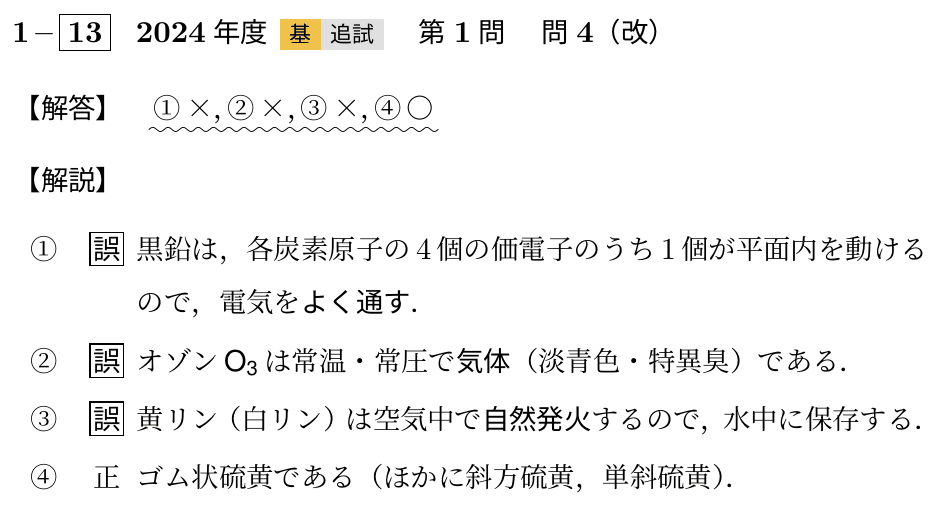 1－13 2024 年度 基 追試 第 1 問 問 4（改）
【解答】 ① ×, ② ×, ③ ×, ④ ○
【解説】
① 誤 黒鉛は，各炭素原子の 4 個の価電子のうち 1 個が平面内を動ける
ので，電気をよく通す．
② 誤 オゾン O₃ は常温・常圧で気体（淡青色・特異臭）である．
③ 誤 黄リン（白リン）は空気中で自然発火するので，水中に保存する．
④ 正 ゴム状硫黄である（ほかに斜方硫黄，単斜硫黄）．